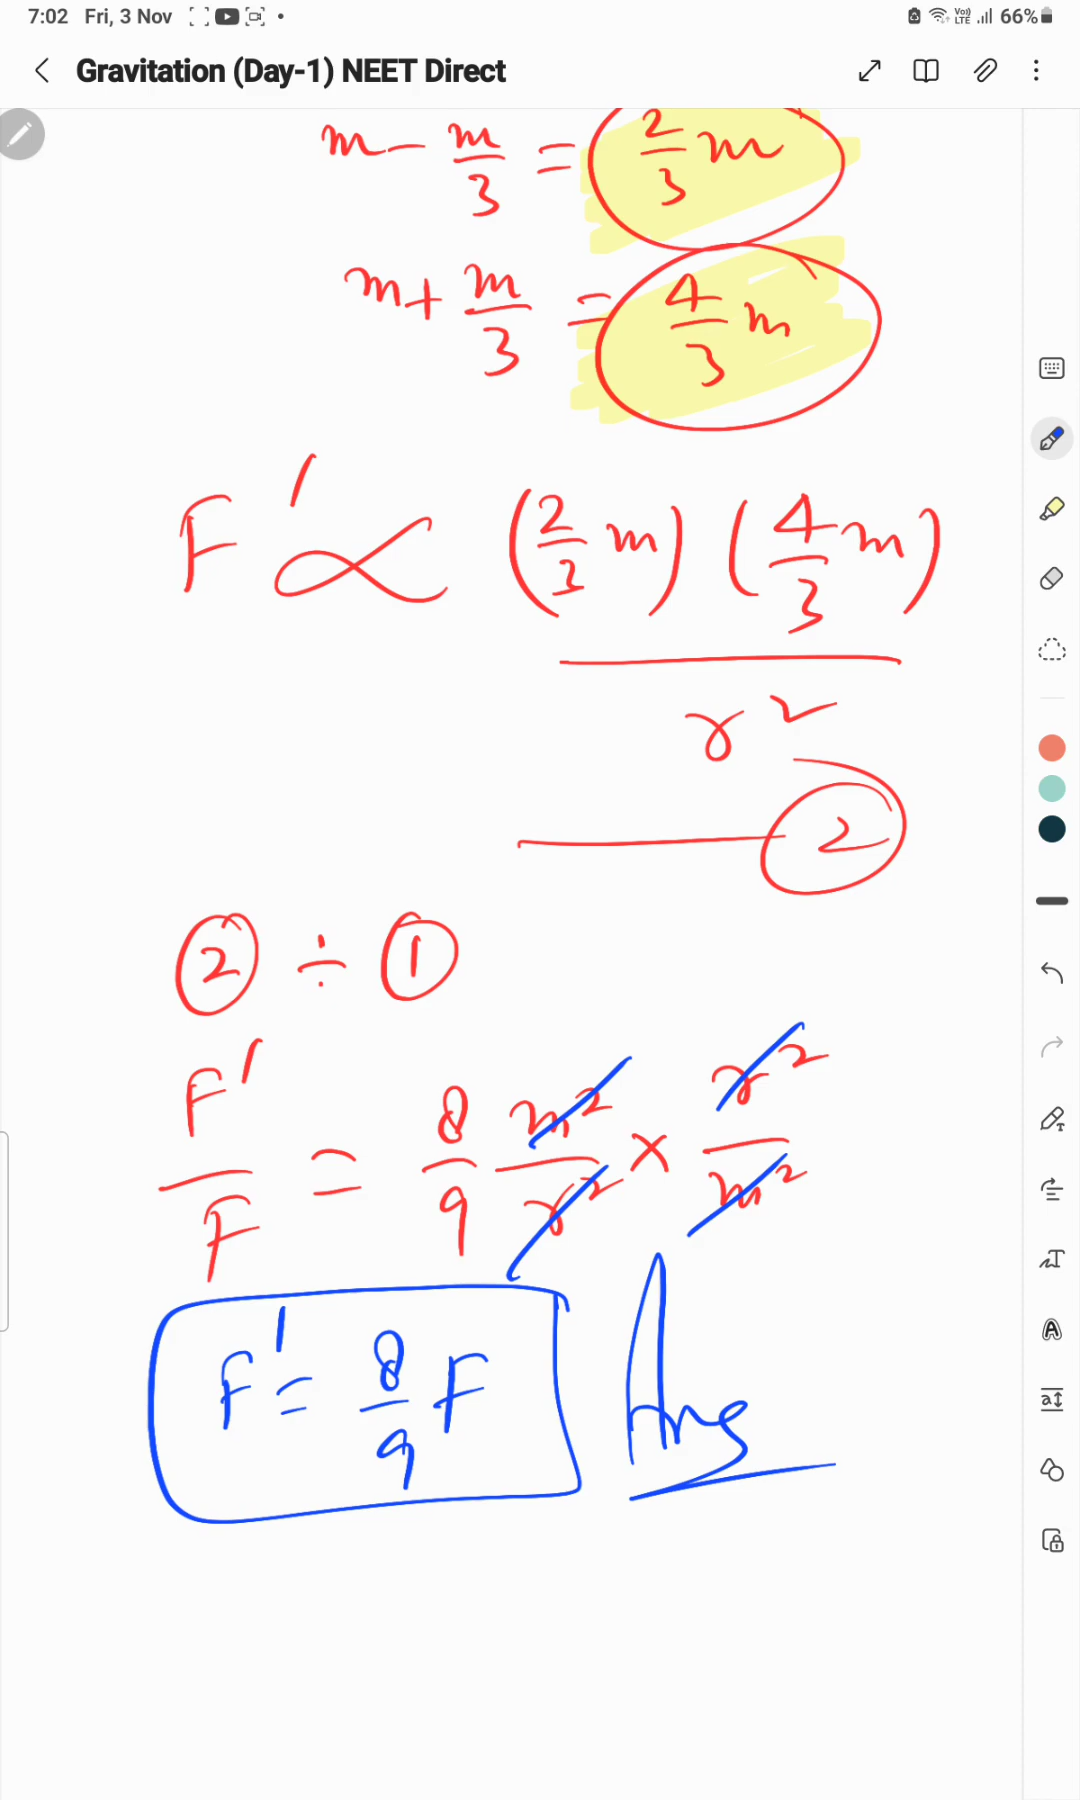 7:02 Fri, 3 Nov
66%
Gravitation (Day-1) NEET Direct
m - m/3 = 2/3 m
m + m/3 = 4/3 m
F' ∝ (2/3 m) (4/3 m) / r²
— 2
2 ÷ 1
F'/F = 8/9 m²/r² × r²/m²
F' = 8/9 F Ans